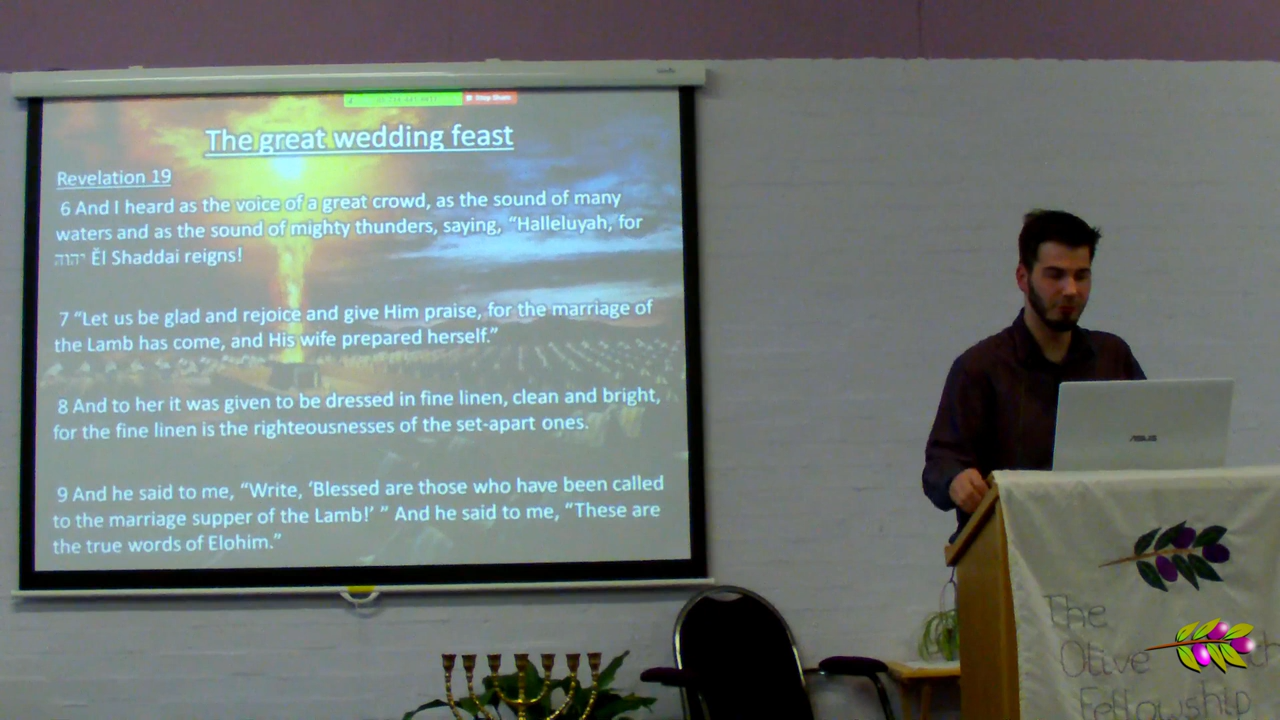 Stop Share
The great wedding feast
Revelation 19
6 And I heard as the voice of a great crowd, as the sound of many
waters and as the sound of mighty thunders, saying, “Halleluyah, for
יהוה Ěl Shaddai reigns!
7 “Let us be glad and rejoice and give Him praise, for the marriage of
the Lamb has come, and His wife prepared herself.”
8 And to her it was given to be dressed in fine linen, clean and bright,
for the fine linen is the righteousnesses of the set-apart ones.
9 And he said to me, “Write, ‘Blessed are those who have been called
to the marriage supper of the Lamb!’ ” And he said to me, “These are
the true words of Elohim.”
ASUS
The
Olive
Fellowship